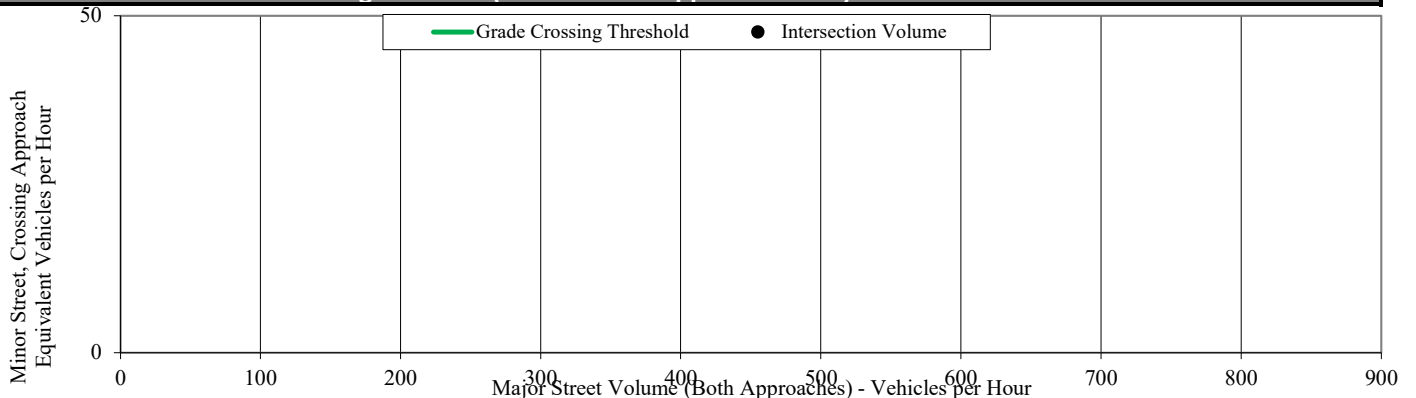 50
Grade Crossing Threshold
Intersection Volume
Minor Street, Crossing Approach
Equivalent Vehicles per Hour
0
0 100 200 300 400 500 600 700 800 900
Major Street Volume (Both Approaches) - Vehicles per Hour